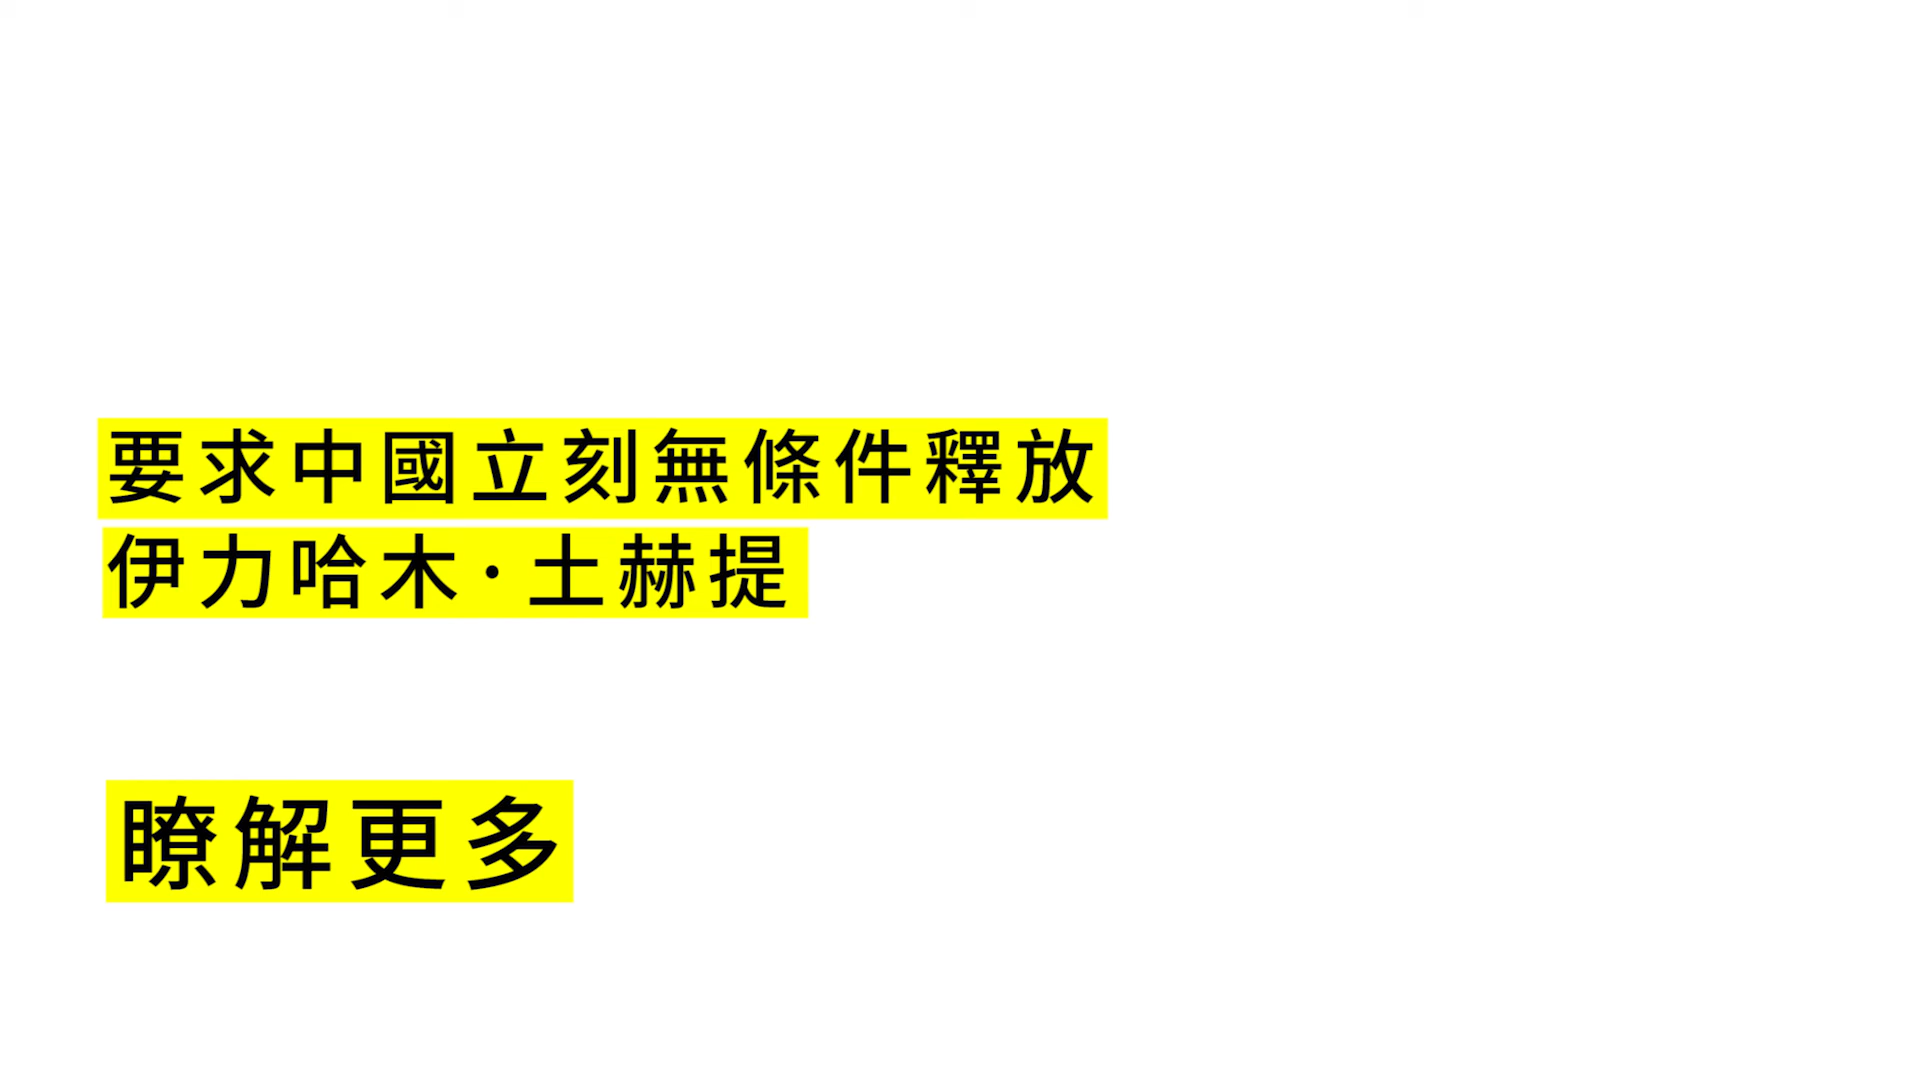 要求中國立刻無條件釋放
伊力哈木·土赫提
瞭解更多